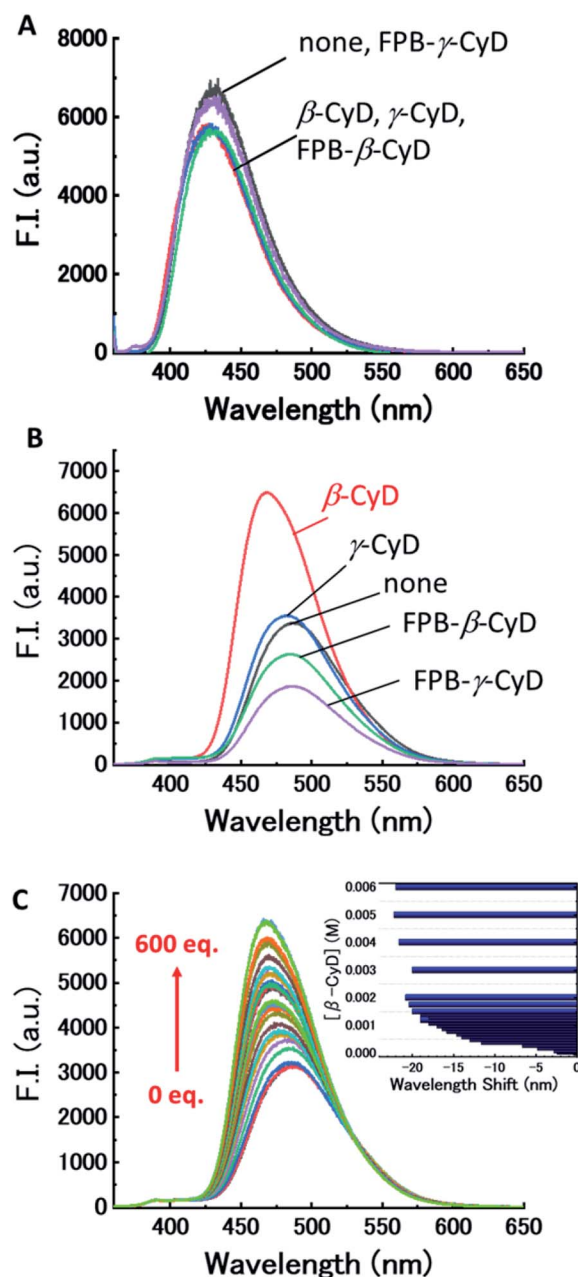 A
none, FPB-γ-CyD
β-CyD, γ-CyD,
FPB-β-CyD
F.I. (a.u.)
8000
6000
4000
2000
0
400 450 500 550 600 650
Wavelength (nm)
B
β-CyD
γ-CyD
none
FPB-β-CyD
FPB-γ-CyD
F.I. (a.u.)
7000
6000
5000
4000
3000
2000
1000
0
400 450 500 550 600 650
Wavelength (nm)
C
600 eq.
0 eq.
F.I. (a.u.)
7000
6000
5000
4000
3000
2000
1000
0
400 450 500 550 600 650
Wavelength (nm)
[β-CyD] (M)
0.006
0.005
0.004
0.003
0.002
0.001
0.000
-20 -15 -10 -5 0
Wavelength Shift (nm)